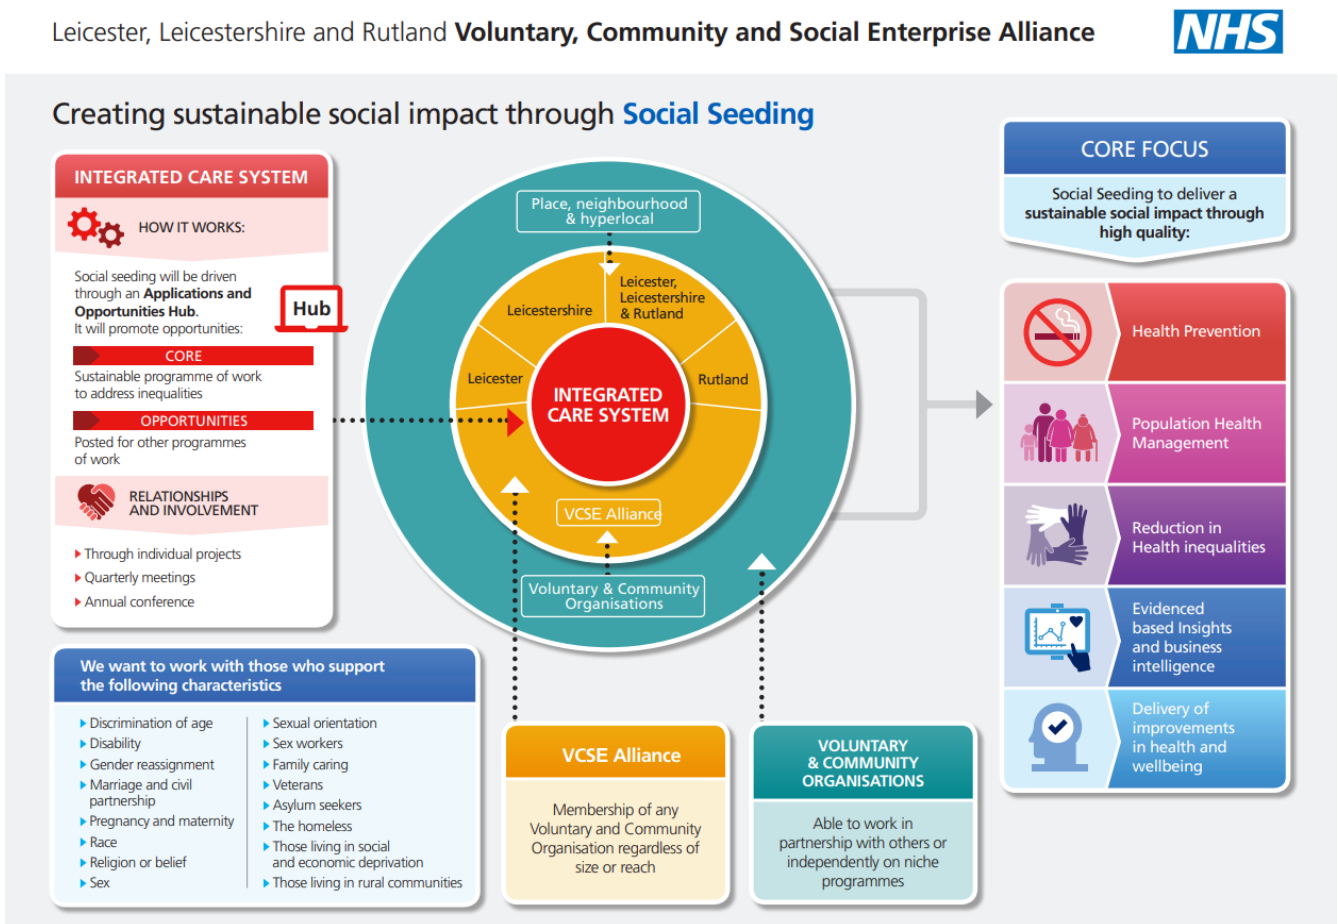 Leicester, Leicestershire and Rutland Voluntary, Community and Social Enterprise Alliance
NHS
Creating sustainable social impact through Social Seeding
INTEGRATED CARE SYSTEM
HOW IT WORKS:
Social seeding will be driven
through an Applications and
Opportunities Hub.
It will promote opportunities:
Hub
CORE
Sustainable programme of work
to address inequalities
OPPORTUNITIES
Posted for other programmes
of work
RELATIONSHIPS
AND INVOLVEMENT
Through individual projects
Quarterly meetings
Annual conference
Place, neighbourhood
& hyperlocal
Leicester,
Leicestershire
& Rutland
Leicestershire
Leicester
Rutland
INTEGRATED
CARE SYSTEM
VCSE Alliance
Voluntary & Community
Organisations
CORE FOCUS
Social Seeding to deliver a
sustainable social impact through
high quality:
Health Prevention
Population Health
Management
Reduction in
Health inequalities
Evidenced
based Insights
and business
intelligence
Delivery of
improvements
in health and
wellbeing
We want to work with those who support
the following characteristics
Discrimination of age
Disability
Gender reassignment
Marriage and civil
partnership
Pregnancy and maternity
Race
Religion or belief
Sex
Sexual orientation
Sex workers
Family caring
Veterans
Asylum seekers
The homeless
Those living in social
and economic deprivation
Those living in rural communities
VCSE Alliance
Membership of any
Voluntary and Community
Organisation regardless of
size or reach
VOLUNTARY
& COMMUNITY
ORGANISATIONS
Able to work in
partnership with others or
independently on niche
programmes